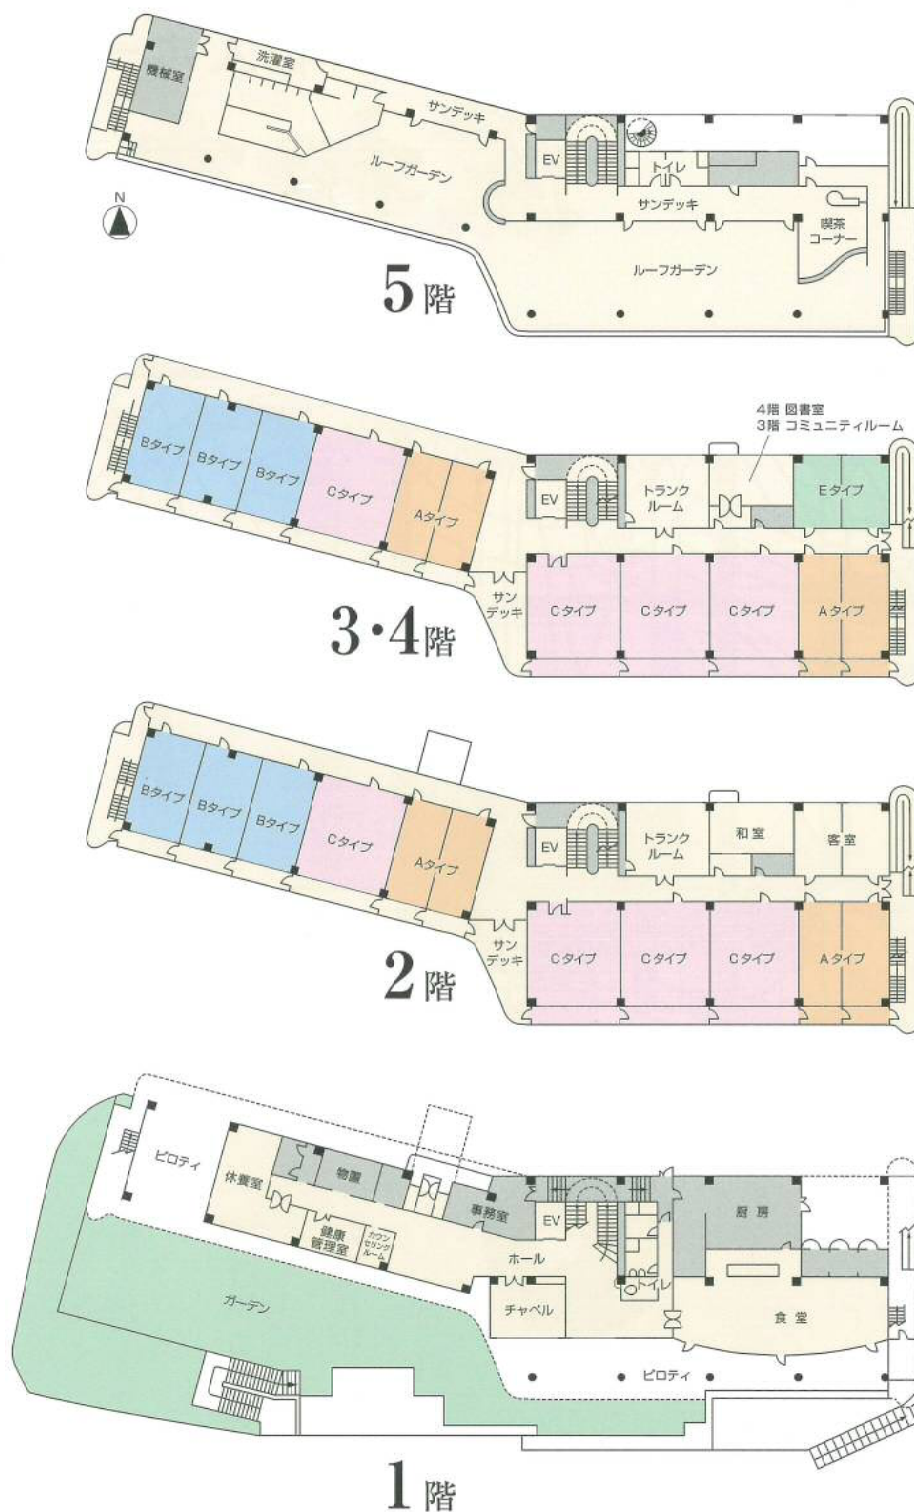 機械室
洗濯室
サンデッキ
EV
トイレ
ルーフガーデン
サンデッキ
喫茶
コーナー
ルーフガーデン
N
5階
4階 図書室
3階 コミュニティルーム
Bタイプ
Bタイプ
Bタイプ
Cタイプ
Aタイプ
EV
トランク
ルーム
Eタイプ
サン
デッキ
Cタイプ
Cタイプ
Cタイプ
Aタイプ
3・4階
Bタイプ
Bタイプ
Bタイプ
Cタイプ
Aタイプ
EV
トランク
ルーム
和室
客室
サン
デッキ
Cタイプ
Cタイプ
Cタイプ
Aタイプ
2階
ピロティ
休養室
物置
事務室
EV
厨房
健康
管理室
カウン
セリング
ルーム
ホール
トイレ
チャペル
食堂
ガーデン
ピロティ
1階